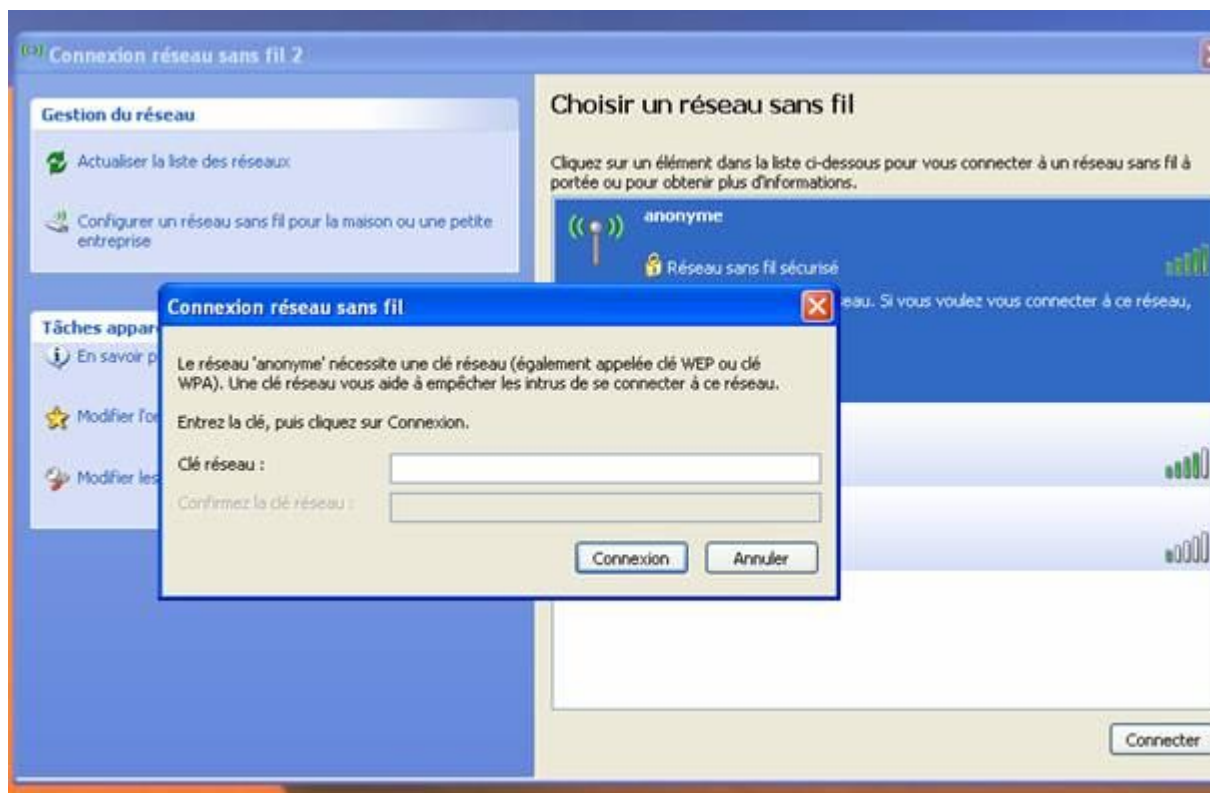 Connexion réseau sans fil 2
Gestion du réseau
Actualiser la liste des réseaux
Configurer un réseau sans fil pour la maison ou une petite
entreprise
Tâches
En savoir
Modifier
Modifier les
Choisir un réseau sans fil
Cliquez sur un élément dans la liste ci-dessous pour vous connecter à un réseau sans fil à
portée ou pour obtenir plus d'informations.
anonyme
Réseau sans fil sécurisé
Si vous voulez vous connecter à ce réseau,
Connexion réseau sans fil
Le réseau 'anonyme' nécessite une clé réseau (également appelée clé WEP ou clé
WPA). Une clé réseau vous aide à empêcher les intrus de se connecter à ce réseau.
Entrez la clé, puis cliquez sur Connexion.
Clé réseau :
Confirmez la clé réseau :
Connexion
Annuler
Connecter